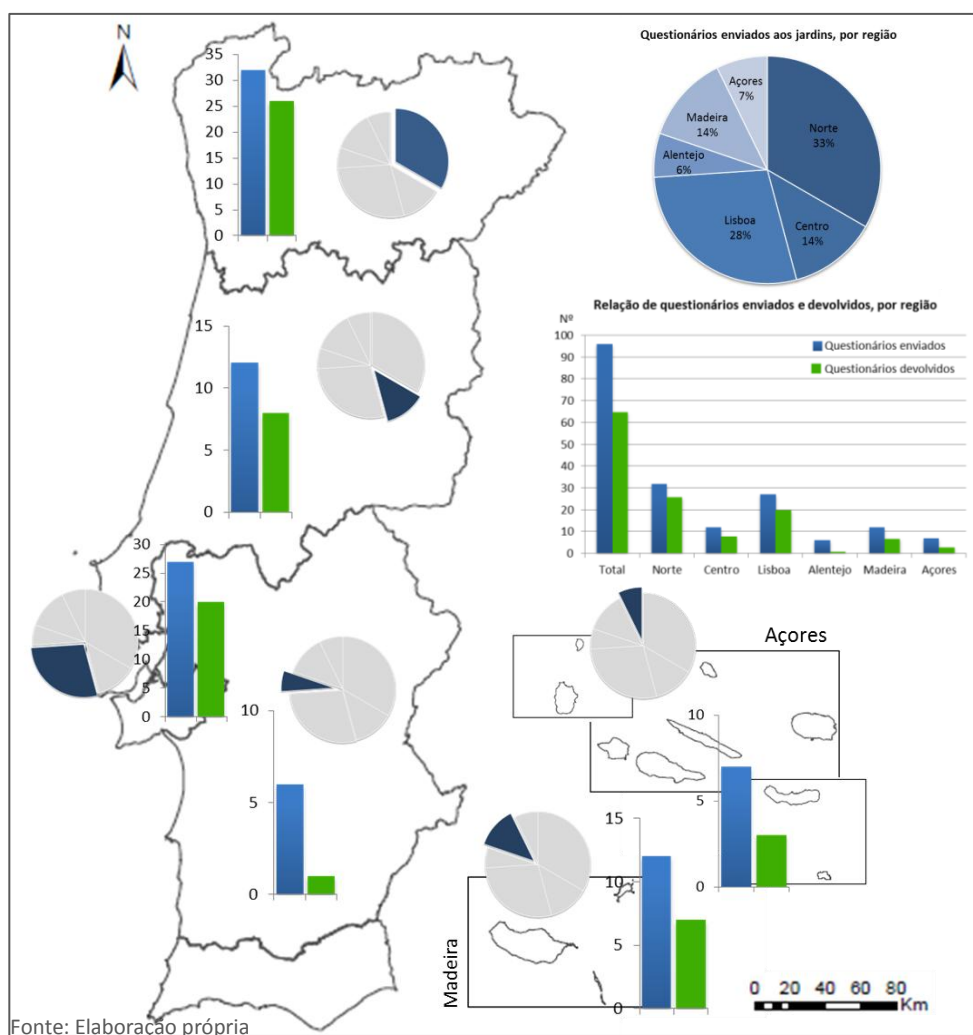 N
35
30
25
20
15
10
5
0
Questionários enviados aos jardins, por região
Açores
7%
Norte
33%
Madeira
14%
Alentejo
6%
Lisboa
28%
Centro
14%
15
10
5
0
Relação de questionários enviados e devolvidos, por região
Nº
100
90
80
70
60
50
40
30
20
10
0
Questionários enviados
Questionários devolvidos
Total Norte Centro Lisboa Alentejo Madeira Açores
30
25
20
15
10
5
0
10
5
0
Açores
10
5
0
Madeira
15
10
5
0
0 20 40 60 80
Km
Fonte: Elaboração própria